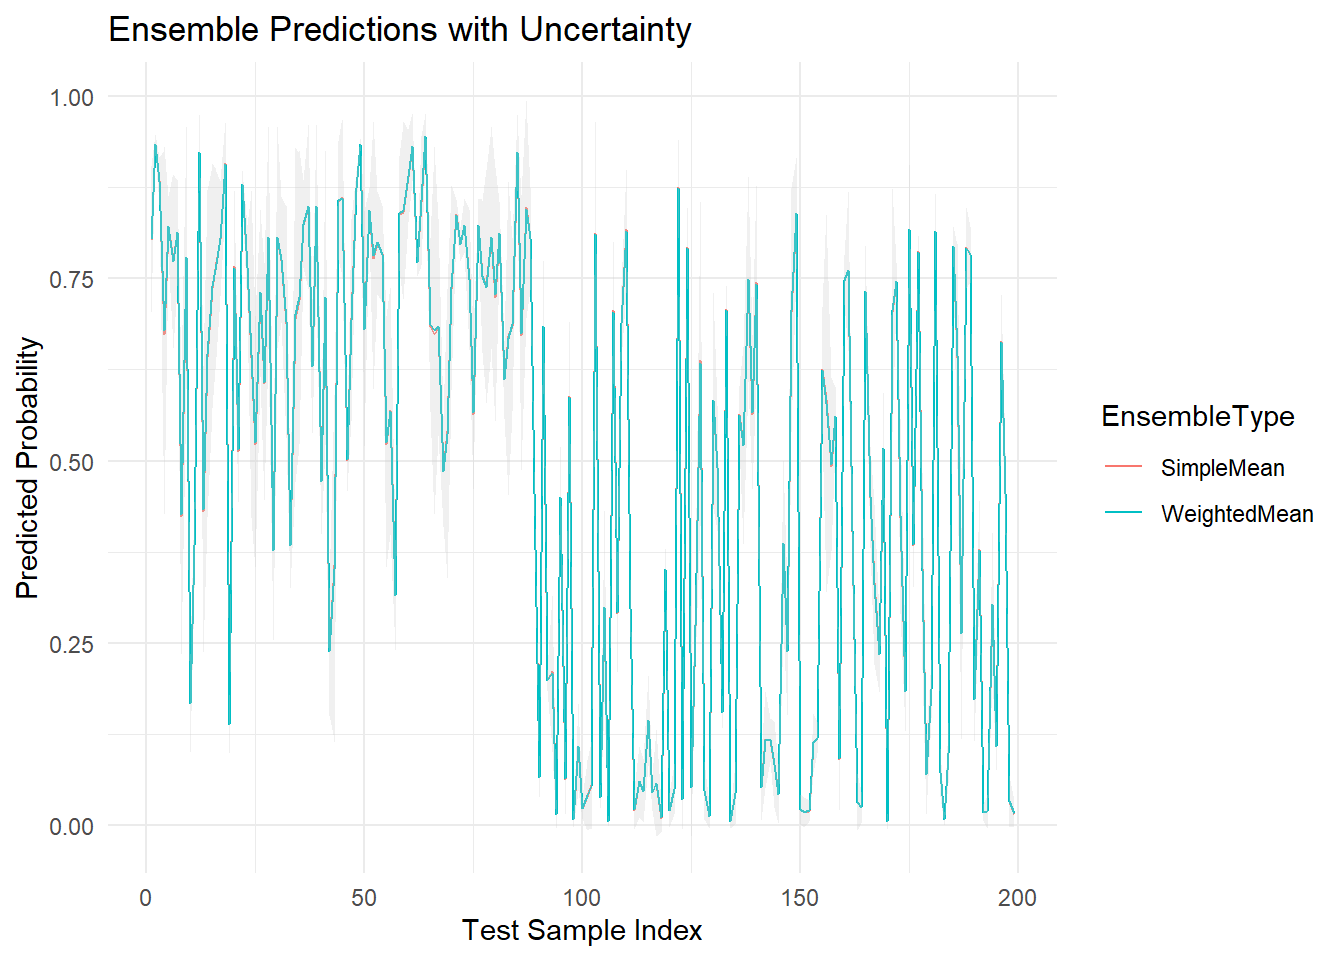 Ensemble Predictions with Uncertainty
Predicted Probability
1.00
0.75
0.50
0.25
0.00
0 50 100 150 200
Test Sample Index
EnsembleType
SimpleMean
WeightedMean